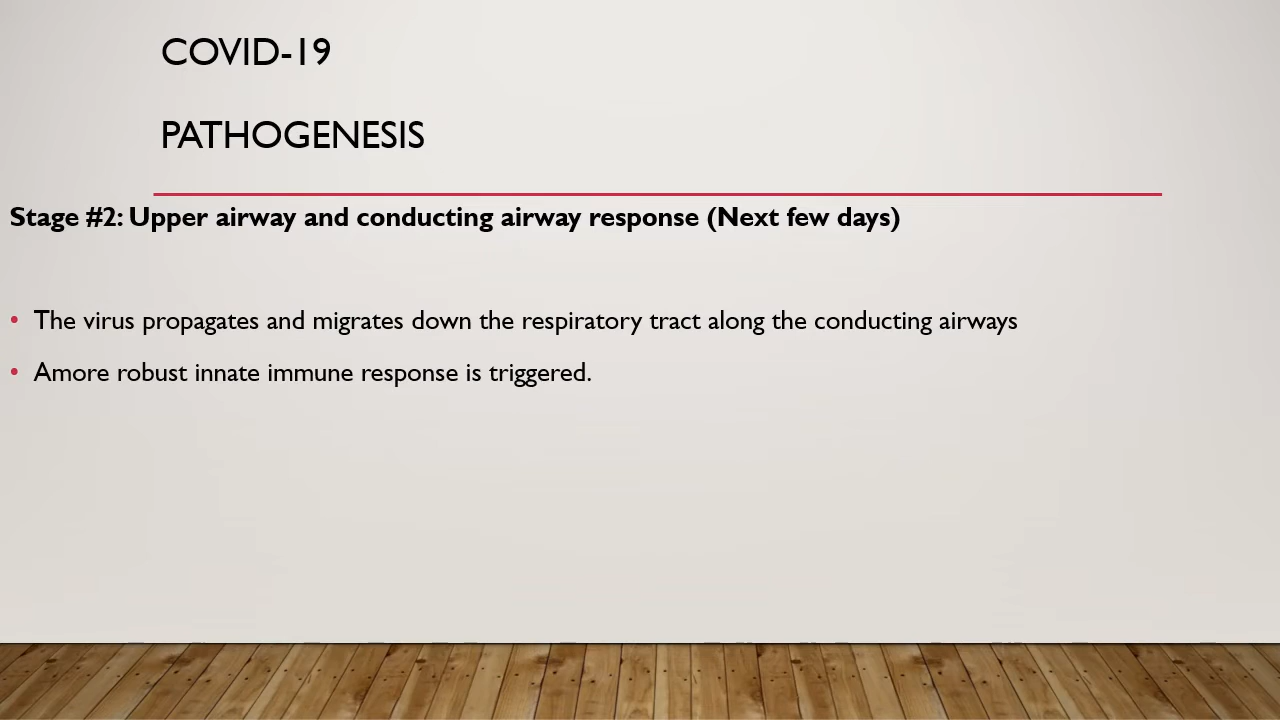 COVID-19
PATHOGENESIS
Stage #2: Upper airway and conducting airway response (Next few days)
• The virus propagates and migrates down the respiratory tract along the conducting airways
• Amore robust innate immune response is triggered.